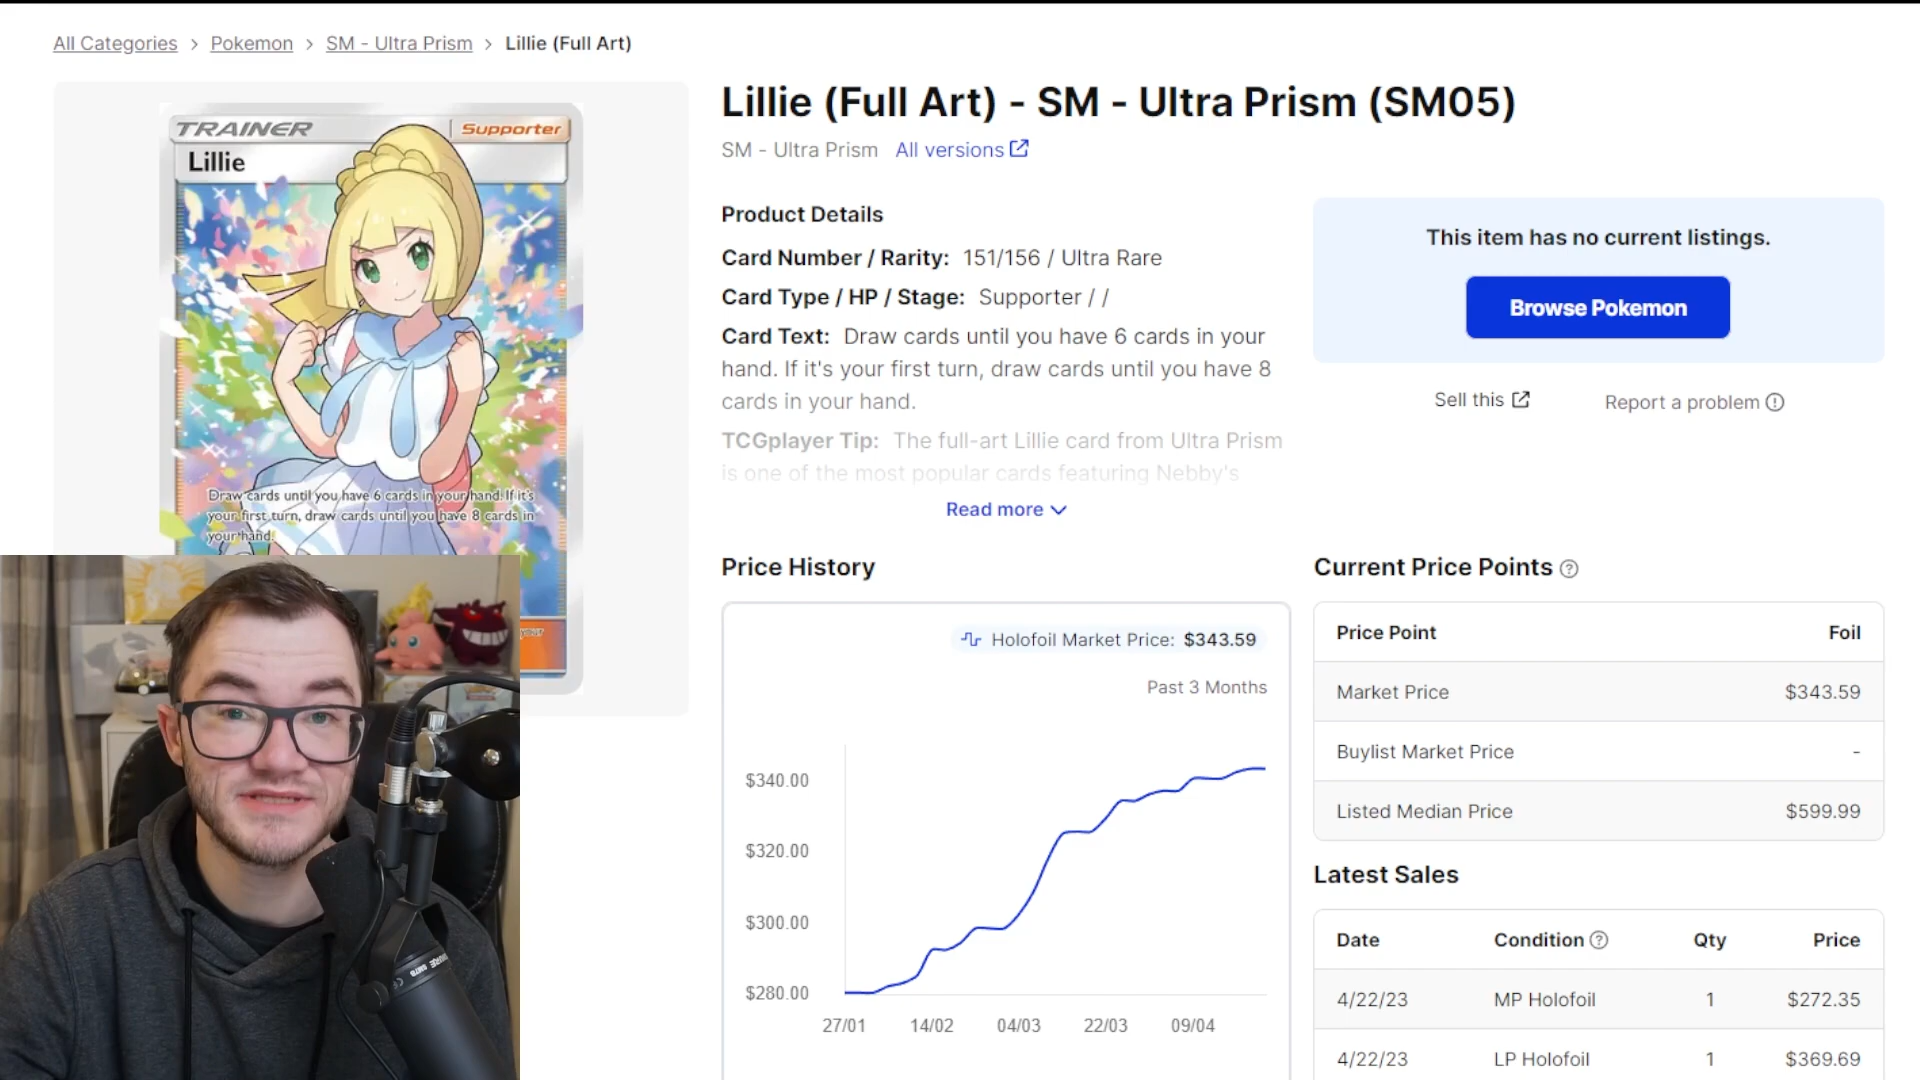 All Categories > Pokemon > SM - Ultra Prism > Lillie (Full Art)
TRAINER Supporter
Lillie
Draw cards until you have 6 cards in your hand. If it's
your first turn, draw cards until you have 8 cards in
your hand.
your
Lillie (Full Art) - SM - Ultra Prism (SM05)
SM - Ultra Prism All versions
Product Details
Card Number / Rarity: 151/156 / Ultra Rare
Card Type / HP / Stage: Supporter / /
Card Text: Draw cards until you have 6 cards in your
hand. If it's your first turn, draw cards until you have 8
cards in your hand.
TCGplayer Tip: The full-art Lillie card from Ultra Prism
is one of the most popular cards featuring Nebby's
Read more
This item has no current listings.
Browse Pokemon
Sell this Report a problem
Price History
Holofoil Market Price: $343.59
Past 3 Months
$340.00
$320.00
$300.00
$280.00
27/01 14/02 04/03 22/03 09/04
Current Price Points
Price Point Foil
Market Price $343.59
Buylist Market Price -
Listed Median Price $599.99
Latest Sales
Date Condition Qty Price
4/22/23 MP Holofoil 1 $272.35
4/22/23 LP Holofoil 1 $369.69
SHURE SM7B